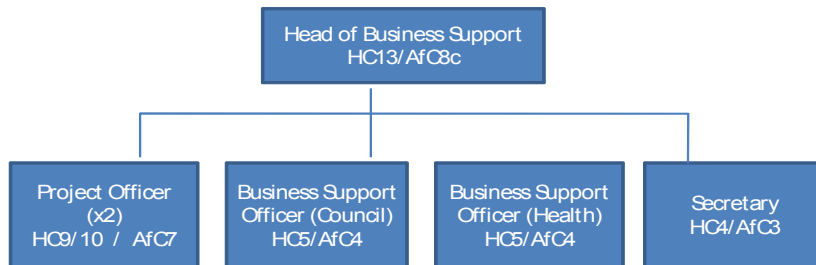 Head of Business Support
HC13/AfC8c
Project Officer
(x2)
HC9/10 / AfC7
Business Support
Officer (Council)
HC5/AfC4
Business Support
Officer (Health)
HC5/AfC4
Secretary
HC4/AfC3